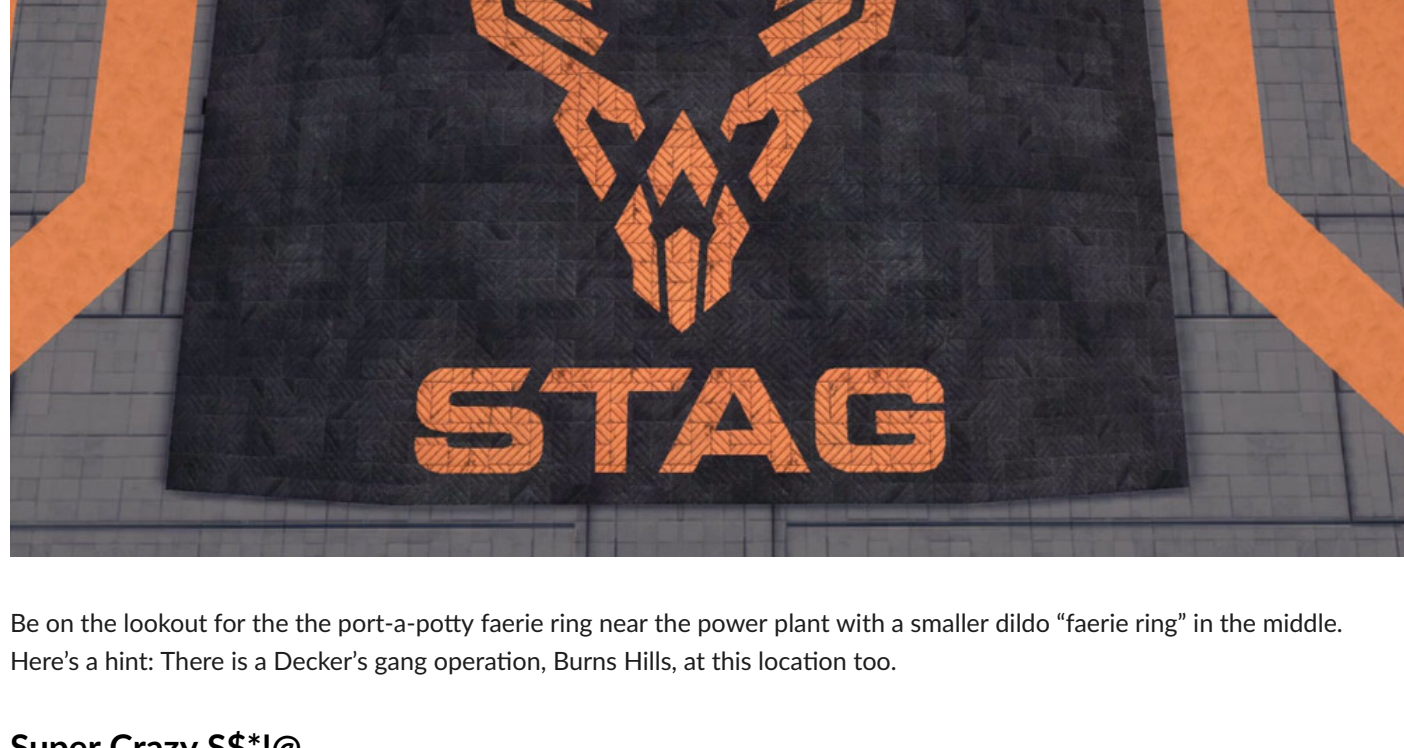 STAG
Be on the lookout for the the port-a-potty faerie ring near the power plant with a smaller dildo “faerie ring” in the middle.
Here’s a hint: There is a Decker’s gang operation, Burns Hills, at this location too.
Super Crazy S$*!@